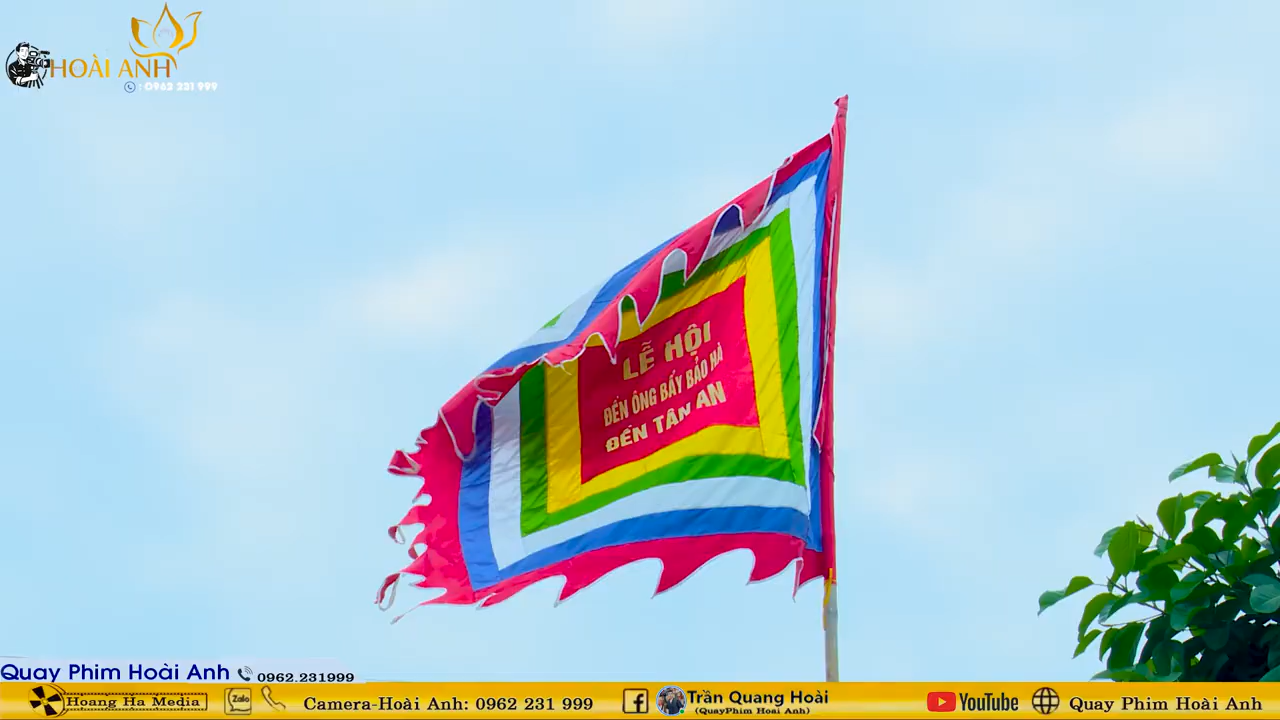 HOÀI ANH
: 0962 231 999
LỄ HỘI
ĐỀN ÔNG BẨY BẢO HÀ
ĐỀN TÂN AN
Quay Phim Hoài Anh 0962.231999
Hoang Ha Media
Zalo
Camera-Hoài Anh: 0962 231 999
Trần Quang Hoài
(QuayPhim Hoai Anh)
YouTube
Quay Phim Hoài Anh